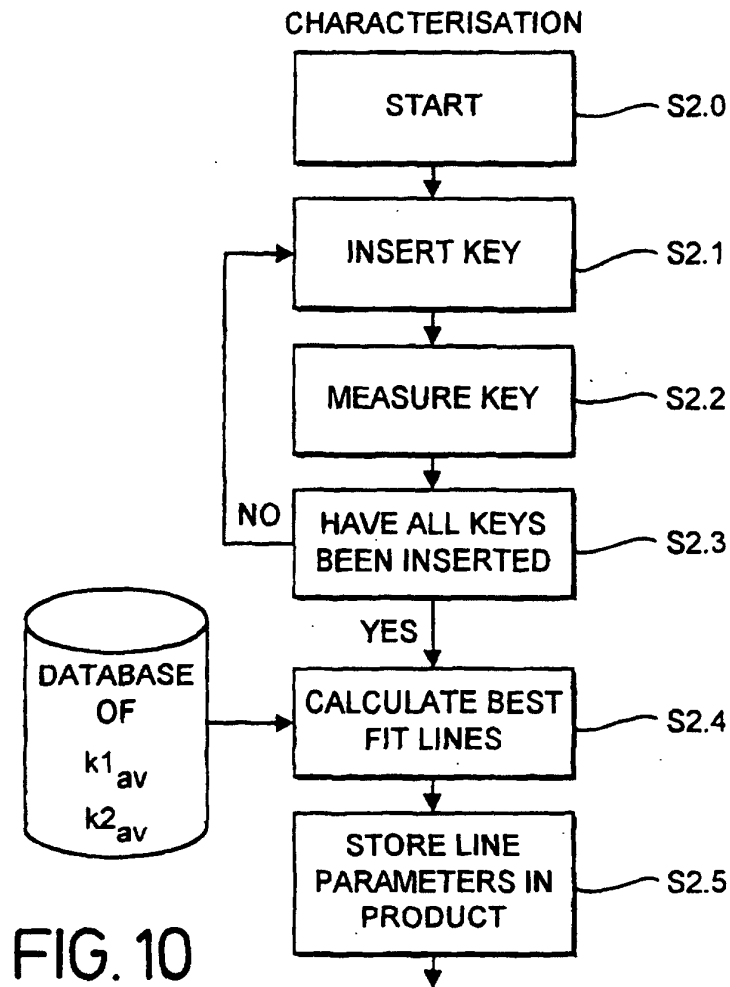 CHARACTERISATION
START
S2.0
INSERT KEY
S2.1
MEASURE KEY
S2.2
NO
HAVE ALL KEYS
BEEN INSERTED
S2.3
YES
DATABASE
OF
k1av
k2av
CALCULATE BEST
FIT LINES
S2.4
STORE LINE
PARAMETERS IN
PRODUCT
S2.5
FIG. 10